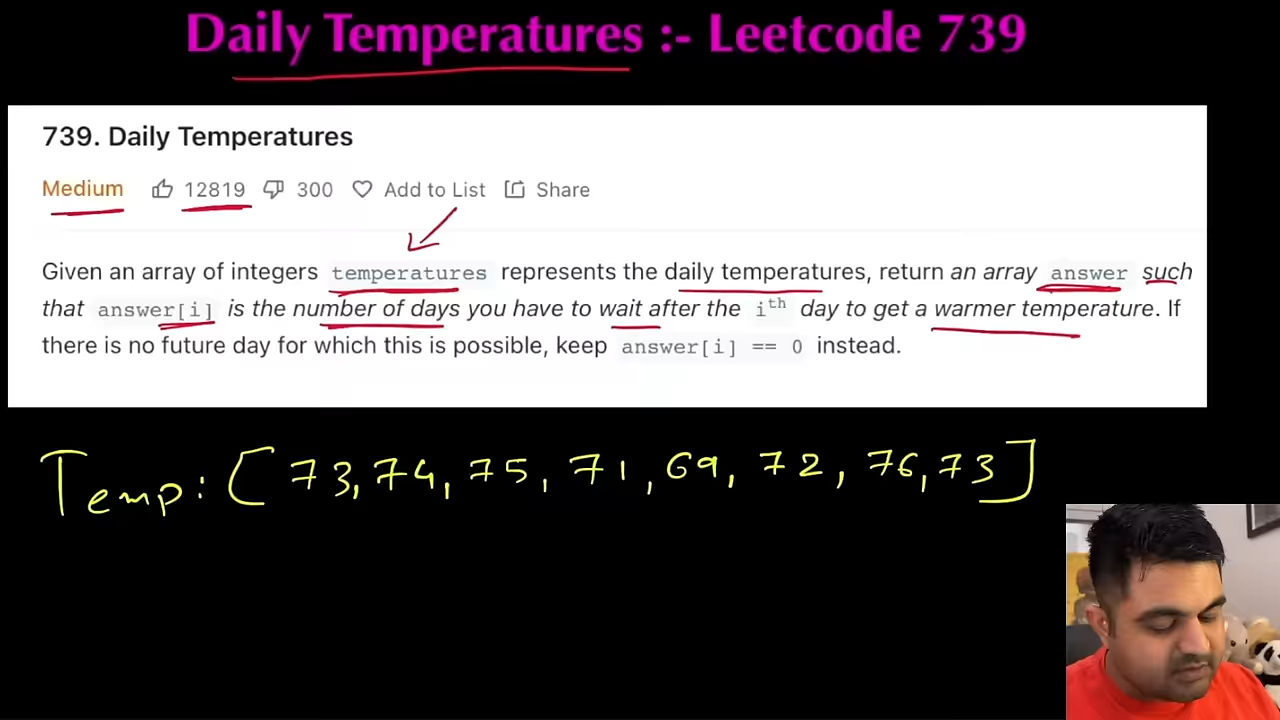 Daily Temperatures :- Leetcode 739
739. Daily Temperatures
Medium 12819 300 Add to List Share
Given an array of integers temperatures represents the daily temperatures, return an array answer such
that answer[i] is the number of days you have to wait after the ith day to get a warmer temperature. If
there is no future day for which this is possible, keep answer[i] == 0 instead.
Temp: [73, 74, 75, 71, 69, 72, 76, 73]